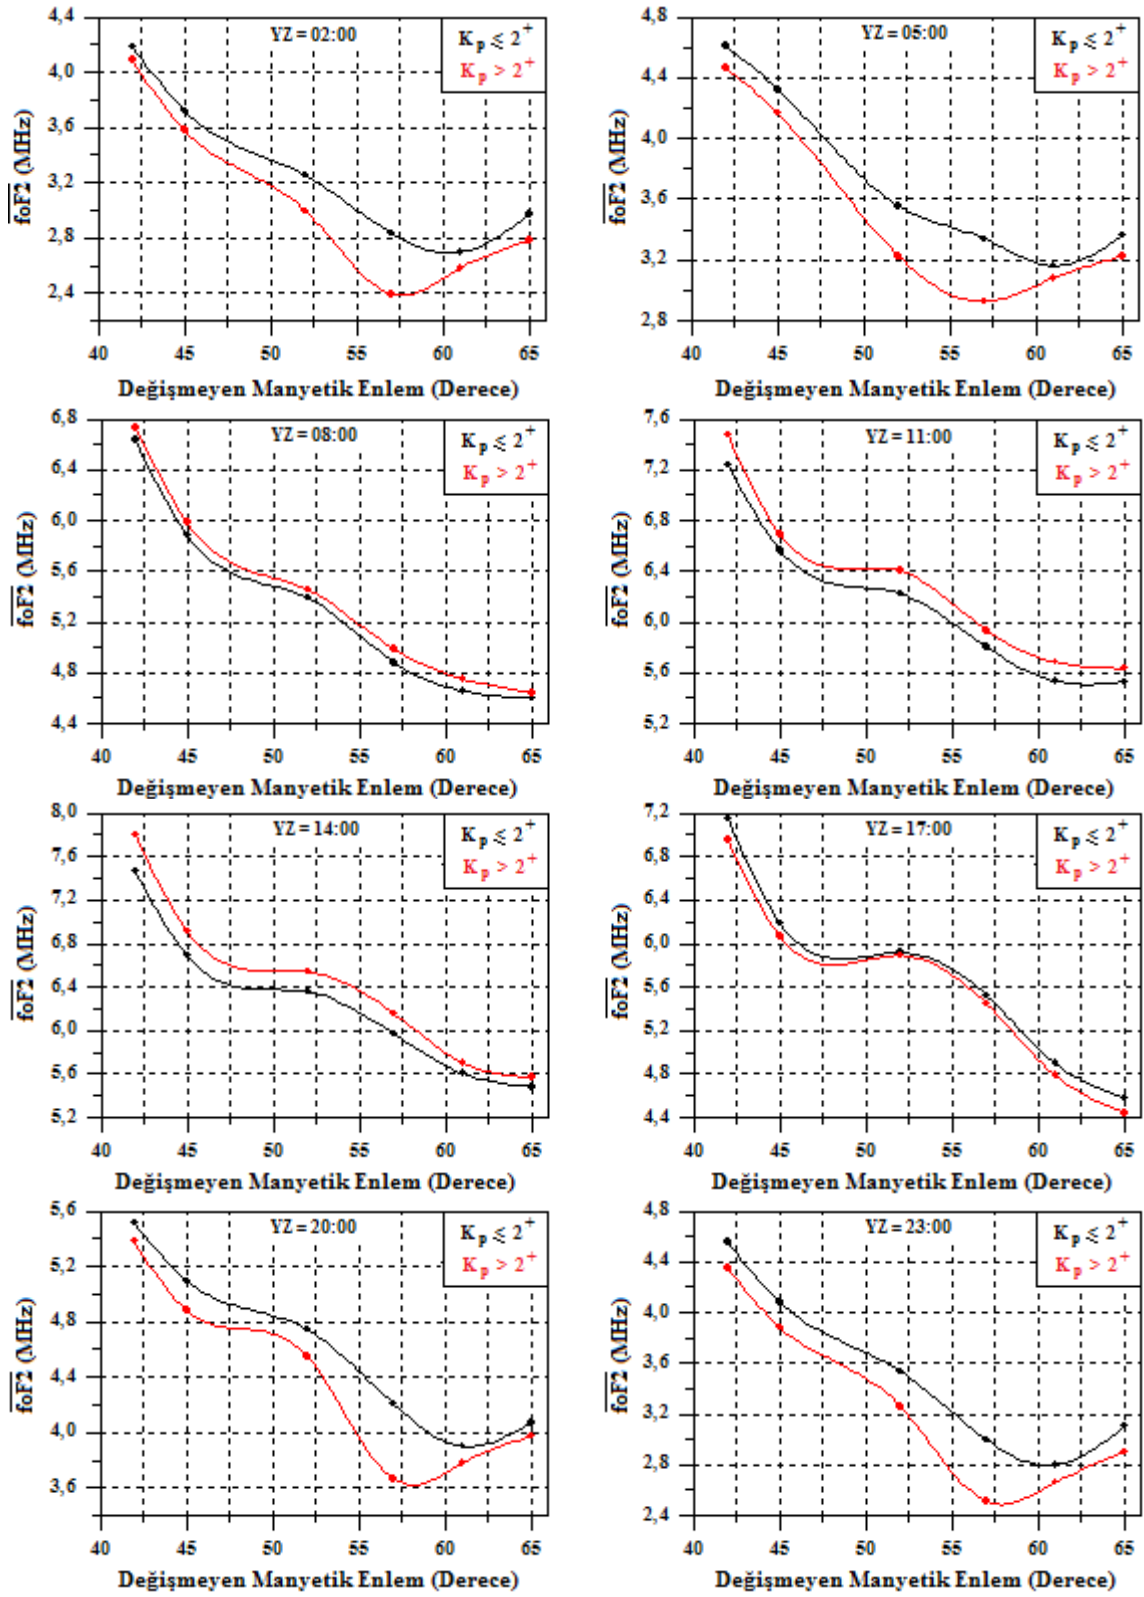 YZ = 02:00
Kp ⩽ 2+
Kp > 2+
foF2 (MHz)
4,4
4,0
3,6
3,2
2,8
2,4
40 45 50 55 60 65
Değişmeyen Manyetik Enlem (Derece)
YZ = 05:00
Kp ⩽ 2+
Kp > 2+
foF2 (MHz)
4,8
4,4
4,0
3,6
3,2
2,8
40 45 50 55 60 65
Değişmeyen Manyetik Enlem (Derece)
YZ = 08:00
Kp ⩽ 2+
Kp > 2+
foF2 (MHz)
6,8
6,4
6,0
5,6
5,2
4,8
4,4
40 45 50 55 60 65
Değişmeyen Manyetik Enlem (Derece)
YZ = 11:00
Kp ⩽ 2+
Kp > 2+
foF2 (MHz)
7,6
7,2
6,8
6,4
6,0
5,6
5,2
40 45 50 55 60 65
Değişmeyen Manyetik Enlem (Derece)
YZ = 14:00
Kp ⩽ 2+
Kp > 2+
foF2 (MHz)
8,0
7,6
7,2
6,8
6,4
6,0
5,6
5,2
40 45 50 55 60 65
Değişmeyen Manyetik Enlem (Derece)
YZ = 17:00
Kp ⩽ 2+
Kp > 2+
foF2 (MHz)
7,2
6,8
6,4
6,0
5,6
5,2
4,8
4,4
40 45 50 55 60 65
Değişmeyen Manyetik Enlem (Derece)
YZ = 20:00
Kp ⩽ 2+
Kp > 2+
foF2 (MHz)
5,6
5,2
4,8
4,4
4,0
3,6
40 45 50 55 60 65
Değişmeyen Manyetik Enlem (Derece)
YZ = 23:00
Kp ⩽ 2+
Kp > 2+
foF2 (MHz)
4,8
4,4
4,0
3,6
3,2
2,8
2,4
40 45 50 55 60 65
Değişmeyen Manyetik Enlem (Derece)